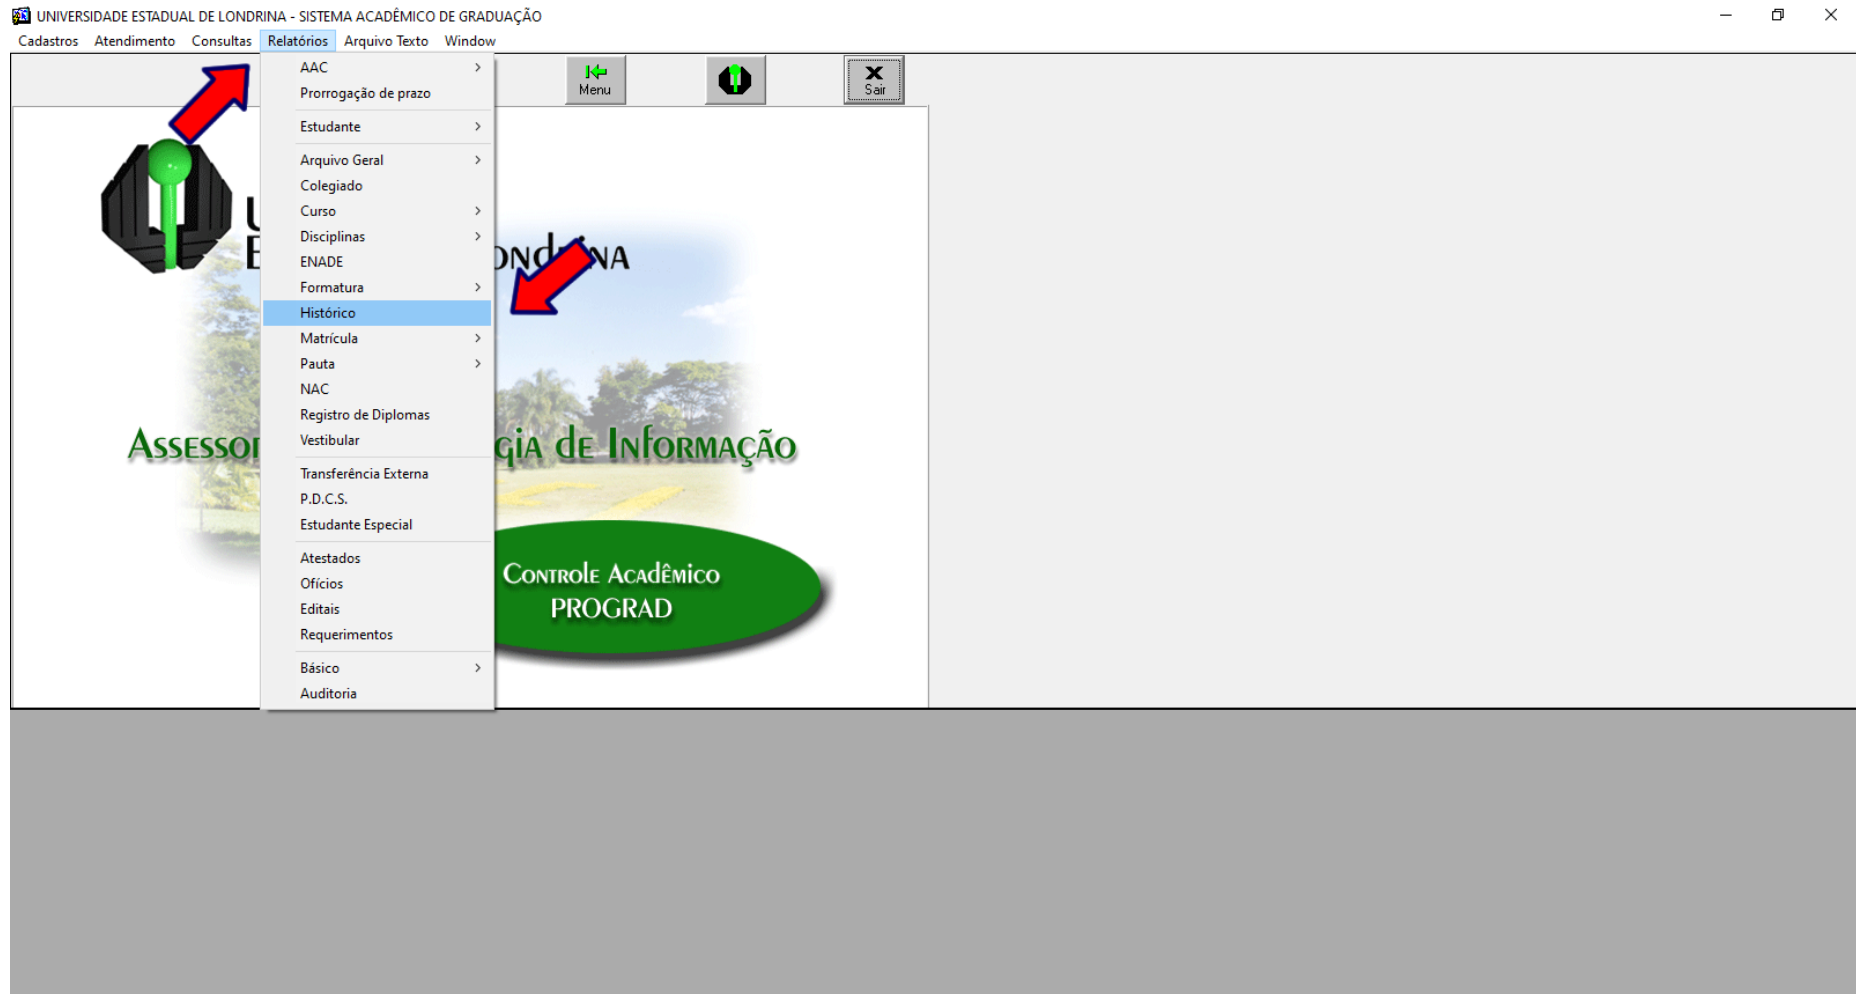 UNIVERSIDADE ESTADUAL DE LONDRINA - SISTEMA ACADÊMICO DE GRADUAÇÃO
Cadastros Atendimento Consultas Relatórios Arquivo Texto Window
Menu
Sair
AAC
Prorrogação de prazo
Estudante
Arquivo Geral
Colegiado
Curso
Disciplinas
ENADE
Formatura
Histórico
Matrícula
Pauta
NAC
Registro de Diplomas
Vestibular
Transferência Externa
P.D.C.S.
Estudante Especial
Atestados
Ofícios
Editais
Requerimentos
Básico
Auditoria
de Informação
Controle Acadêmico
PROGRAD